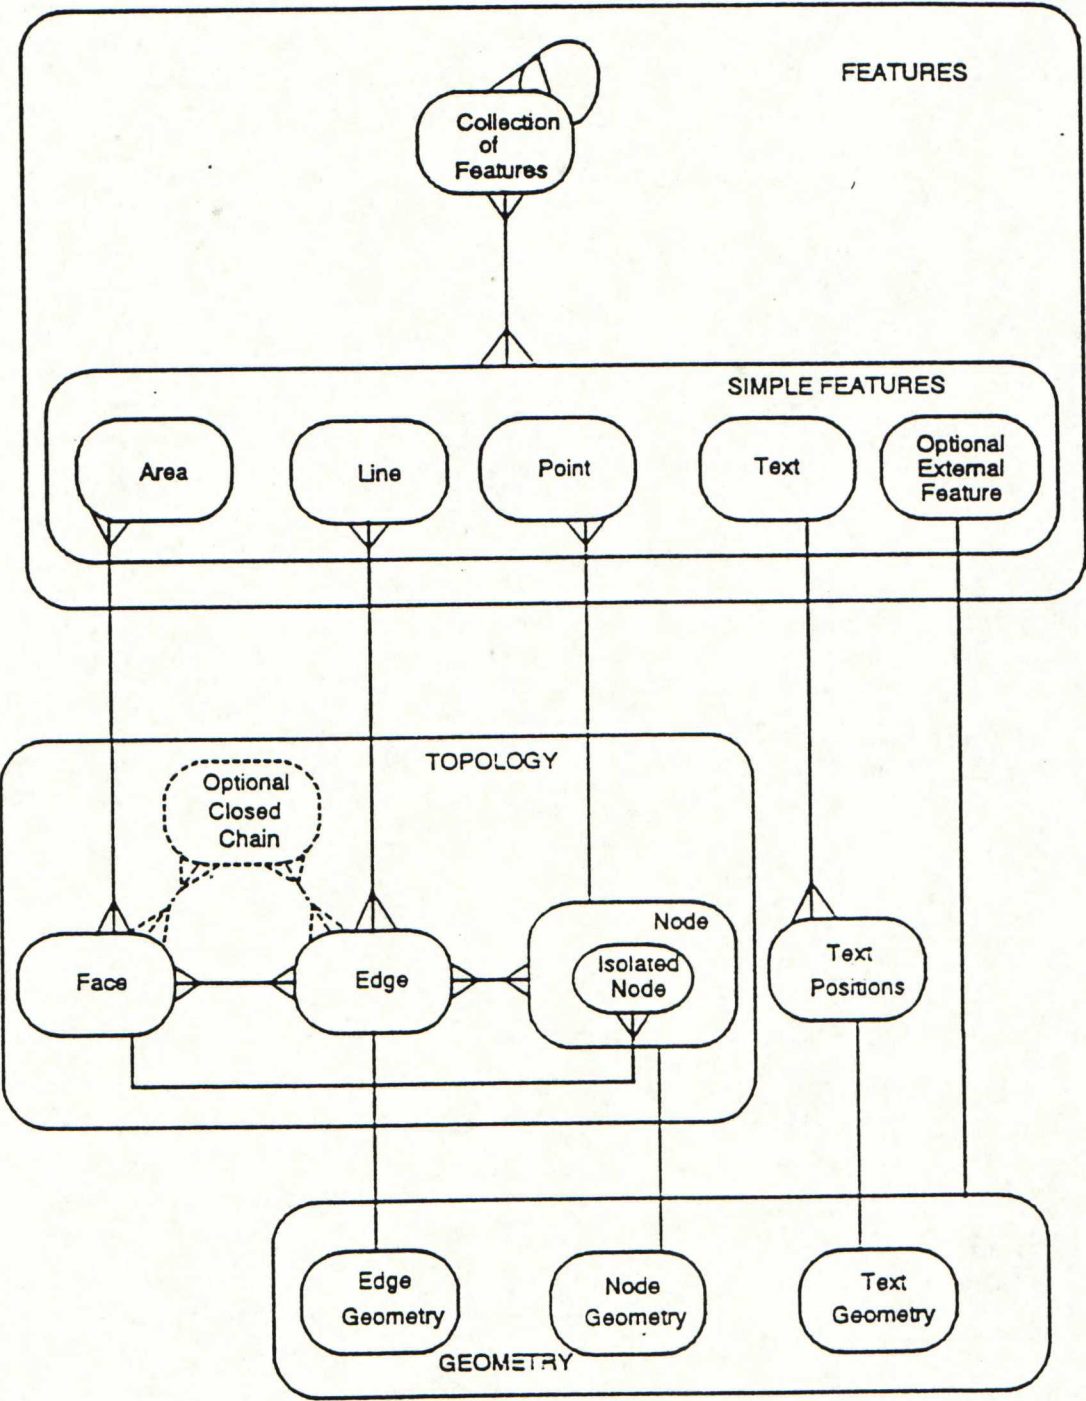 FEATURES
Collection
of
Features
SIMPLE FEATURES
Area
Line
Point
Text
Optional
External
Feature
TOPOLOGY
Optional
Closed
Chain
Node
Isolated
Node
Face
Edge
Text
Positions
Edge
Geometry
Node
Geometry
Text
Geometry
GEOMETRY